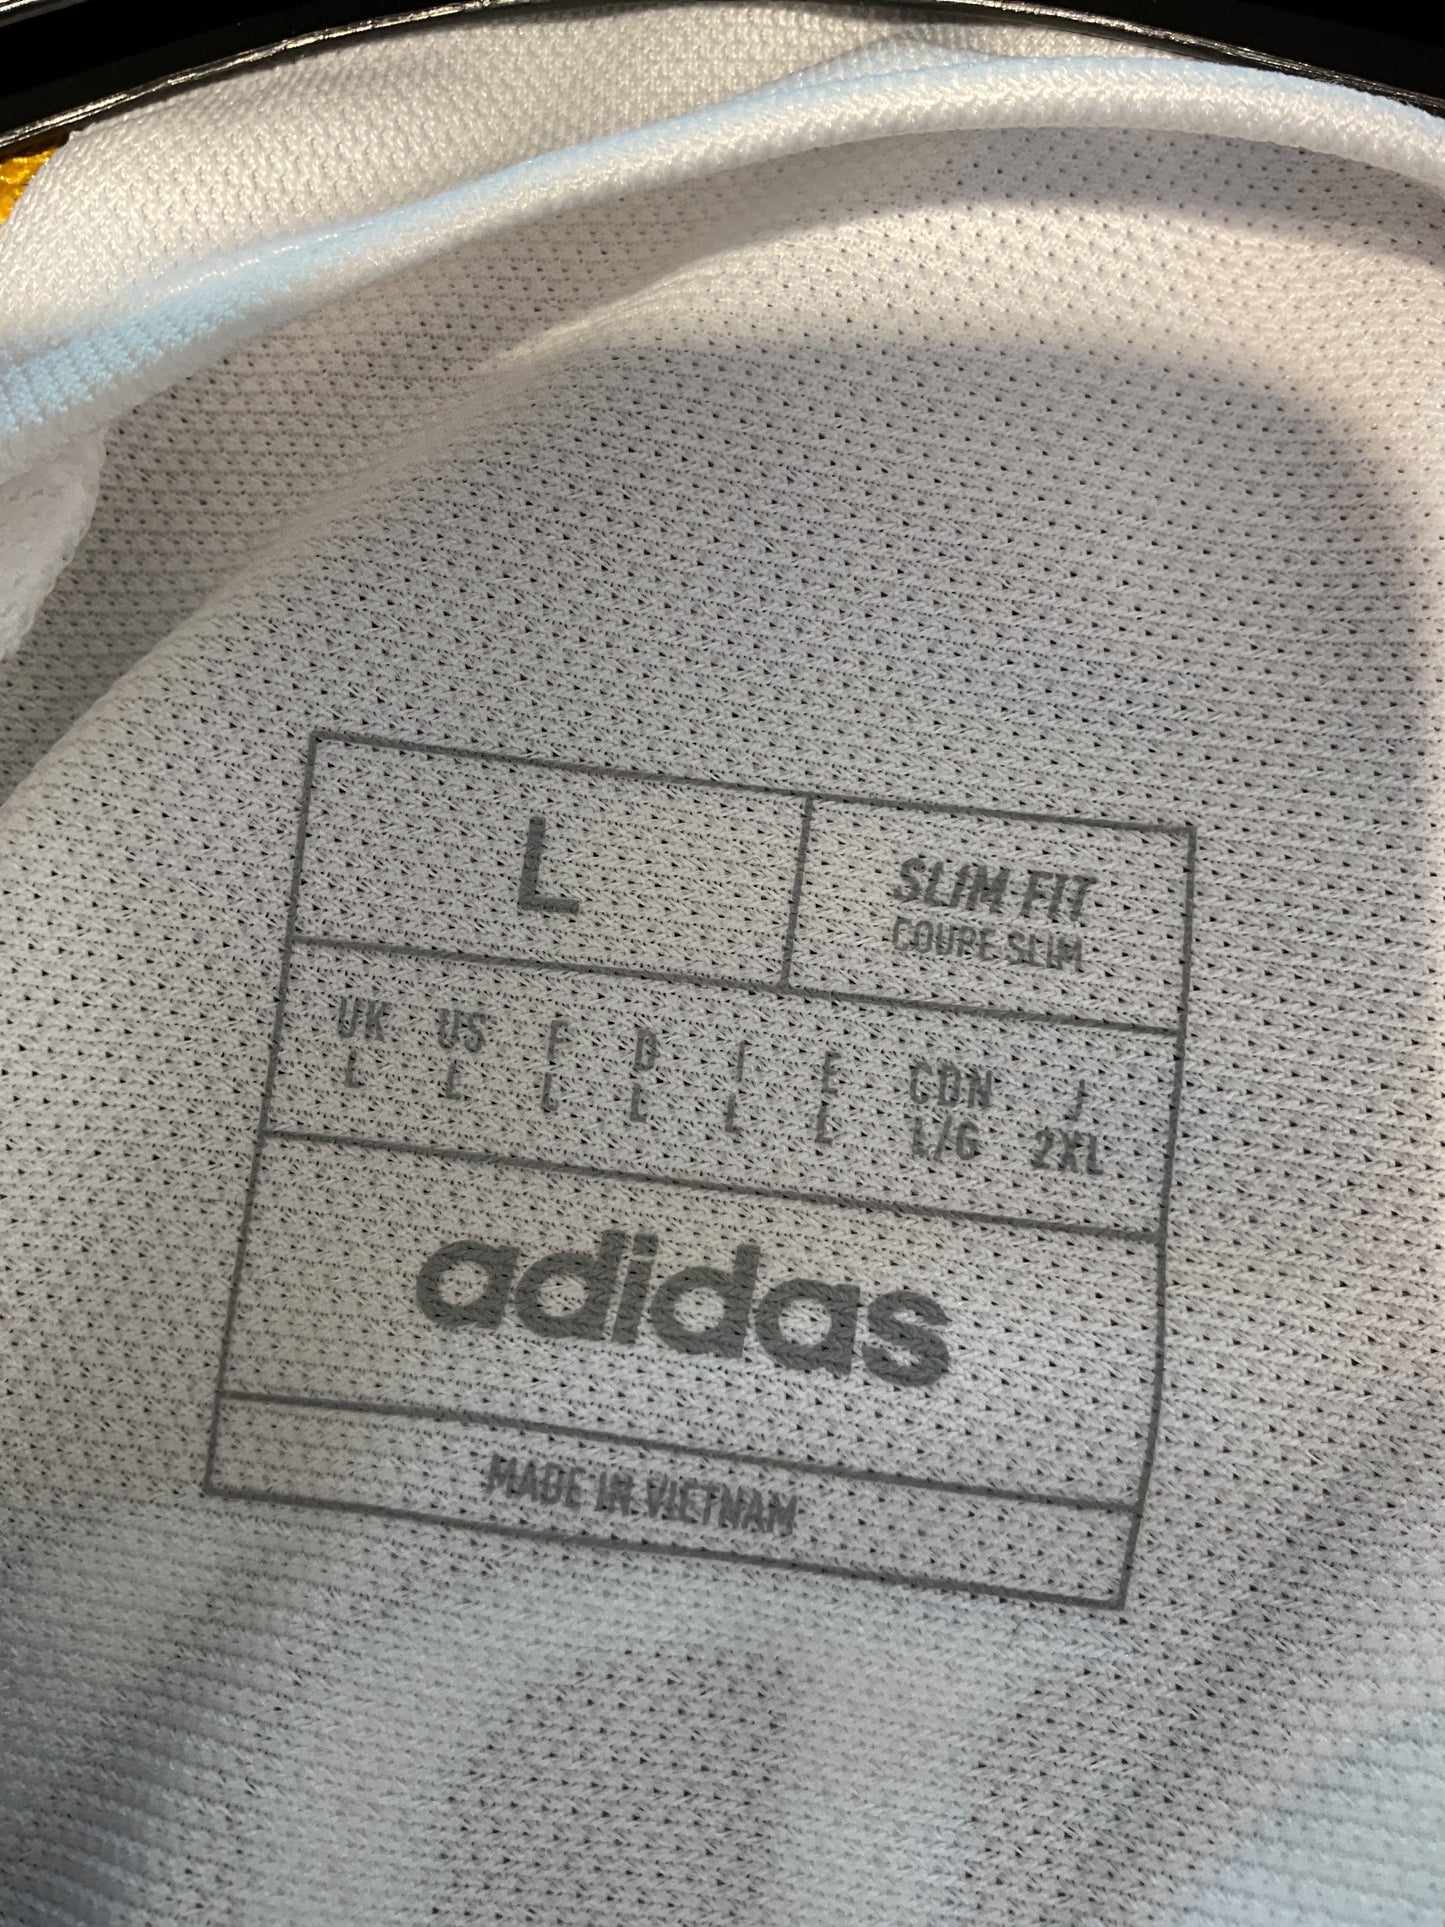 L
SLIM FIT
COUPE SLIM
UK US F D I E CDN J
L L L L L L L/G 2XL
adidas
MADE IN VIETNAM